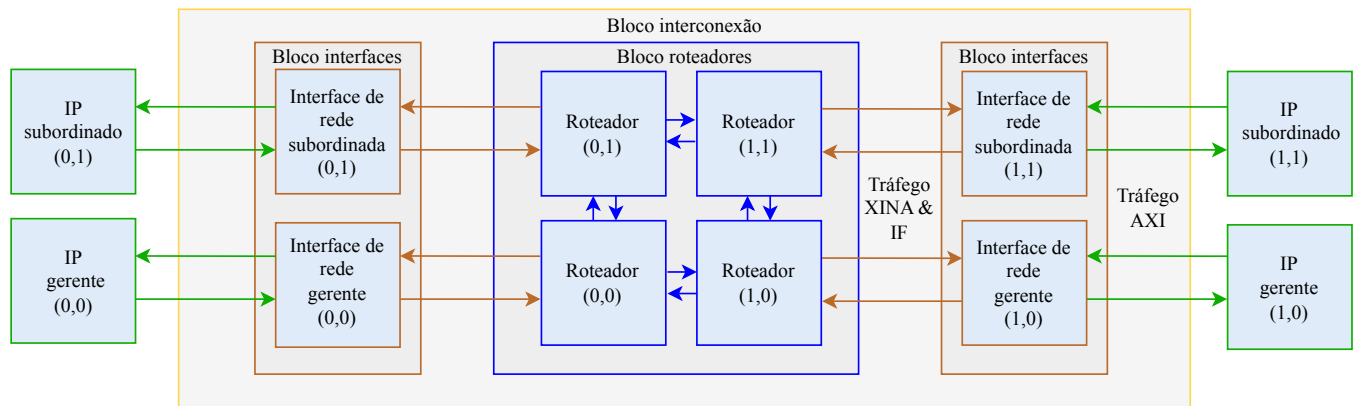 Bloco interconexão
Bloco interfaces
Bloco roteadores
Bloco interfaces
IP
subordinado
(0,1)
Interface de
rede
subordinada
(0,1)
Roteador
(0,1)
Roteador
(1,1)
Interface de
rede
subordinada
(1,1)
IP
subordinado
(1,1)
Tráfego
XINA &
IF
Tráfego
AXI
IP
gerente
(0,0)
Interface de
rede
gerente
(0,0)
Roteador
(0,0)
Roteador
(1,0)
Interface de
rede
gerente
(1,0)
IP
gerente
(1,0)